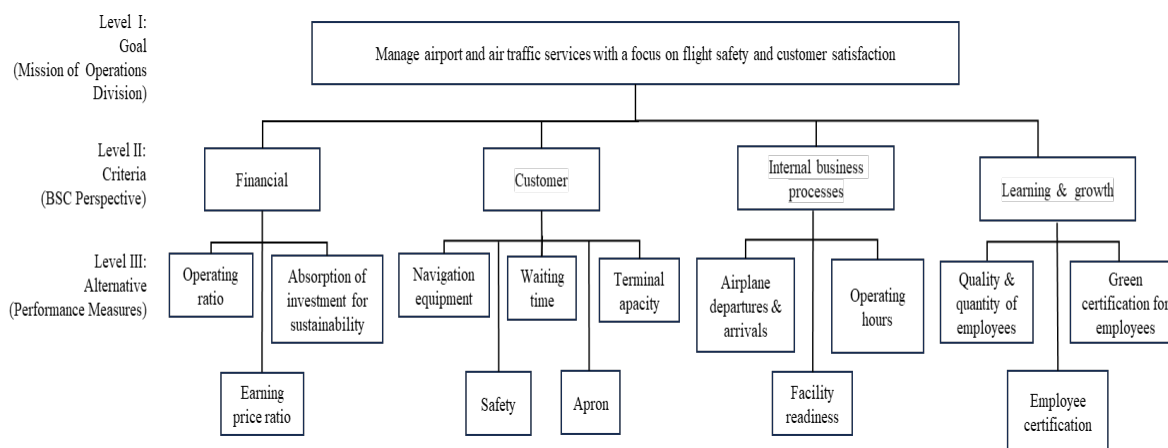 Level I:
Goal
(Mission of Operations
Division)
Manage airport and air traffic services with a focus on flight safety and customer satisfaction
Level II:
Criteria
(BSC Perspective)
Financial
Customer
Internal business
processes
Learning & growth
Level III:
Alternative
(Performance Measures)
Operating
ratio
Absorption of
investment for
sustainability
Navigation
equipment
Waiting
time
Terminal
apacity
Airplane
departures &
arrivals
Operating
hours
Quality &
quantity of
employees
Green
certification for
employees
Earning
price ratio
Safety
Apron
Facility
readiness
Employee
certification